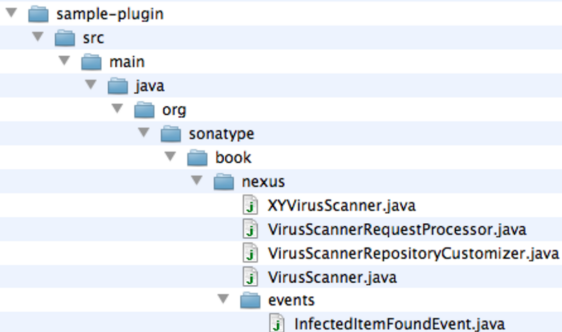 sample-plugin
src
main
java
org
sonatype
book
nexus
XYVirusScanner.java
VirusScannerRequestProcessor.java
VirusScannerRepositoryCustomizer.java
VirusScanner.java
events
InfectedItemFoundEvent.java